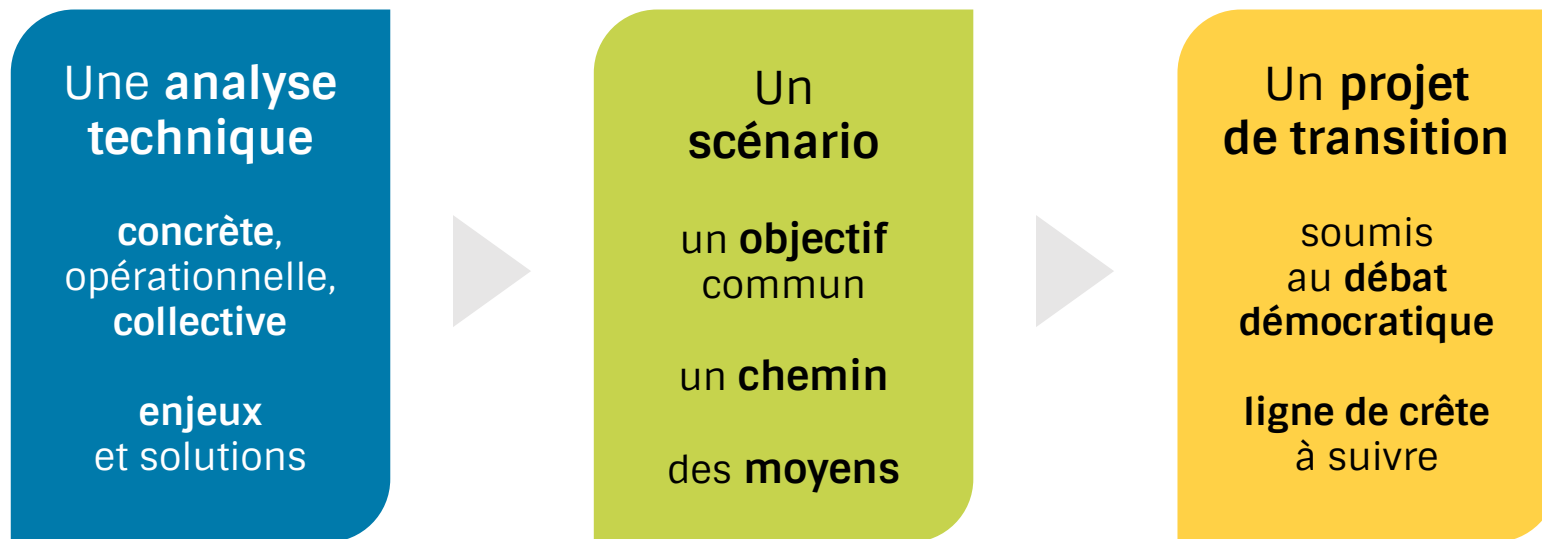 Une analyse
technique
concrète,
opérationnelle,
collective
enjeux
et solutions
Un
scénario
un objectif
commun
un chemin
des moyens
Un projet
de transition
soumis
au débat
démocratique
ligne de crête
à suivre